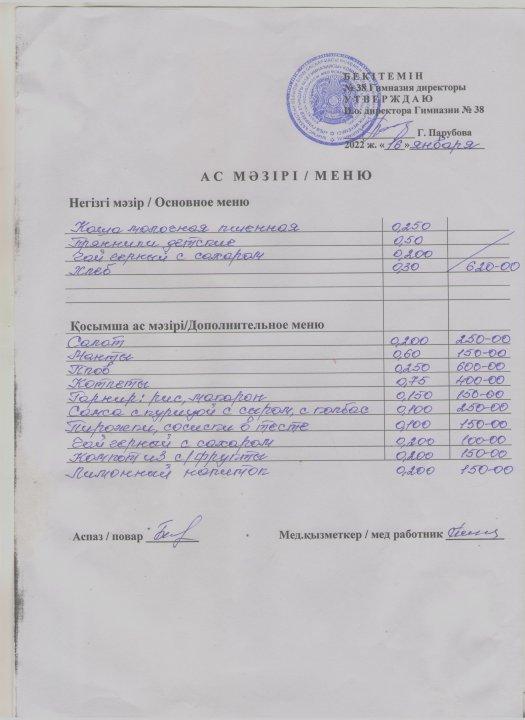 БЕКІТЕМІН
№ 38 Гимназия директоры
УТВЕРЖДАЮ
И.о. директора Гимназии № 38
Г. Парубова
2022 ж. « 16 » января
АС МӘЗІРІ / МЕНЮ
Негізгі мәзір / Основное меню
Каша молочная пшенная 0,250
Пряники детские 0,50
Чай черный с сахаром 0,200
Хлеб 0,30 620-00
Қосымша ас мәзірі/Дополнительное меню
Салат 0,200 250-00
Манты 0,60 150-00
Плов 0,250 600-00
Котлеты 0,75 400-00
Гарнир: рис, макарон 0,150 150-00
Самса с курицой с сыром, с колбас 0,100 250-00
Пирожки, сосиски в тесте 0,100 150-00
Чай черный с сахаром 0,200 100-00
Компот из с/фрукты 0,200 150-00
Лимонный напиток 0,200 150-00
Аспаз / повар Мед.қызметкер / мед работник